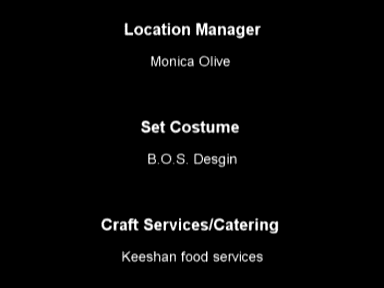 Location Manager
Monica Olive
Set Costume
B.O.S. Desgin
Craft Services/Catering
Keeshan food services